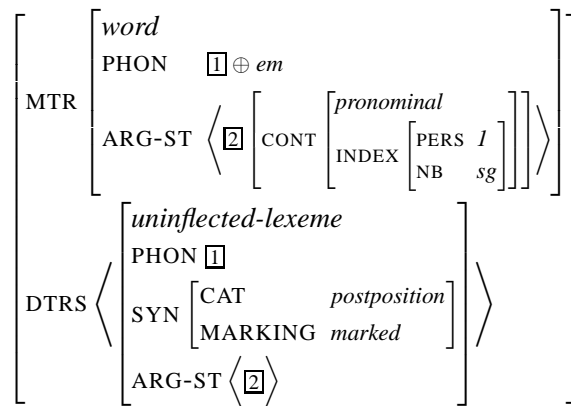 word
PHON 1 ⊕ em
MTR ARG-ST ⟨ 2 [ CONT [ pronominal
INDEX [ PERS 1
NB sg ] ] ] ⟩
uninflected-lexeme
PHON 1
DTRS ⟨ SYN [ CAT postposition
MARKING marked ] ⟩
ARG-ST ⟨ 2 ⟩